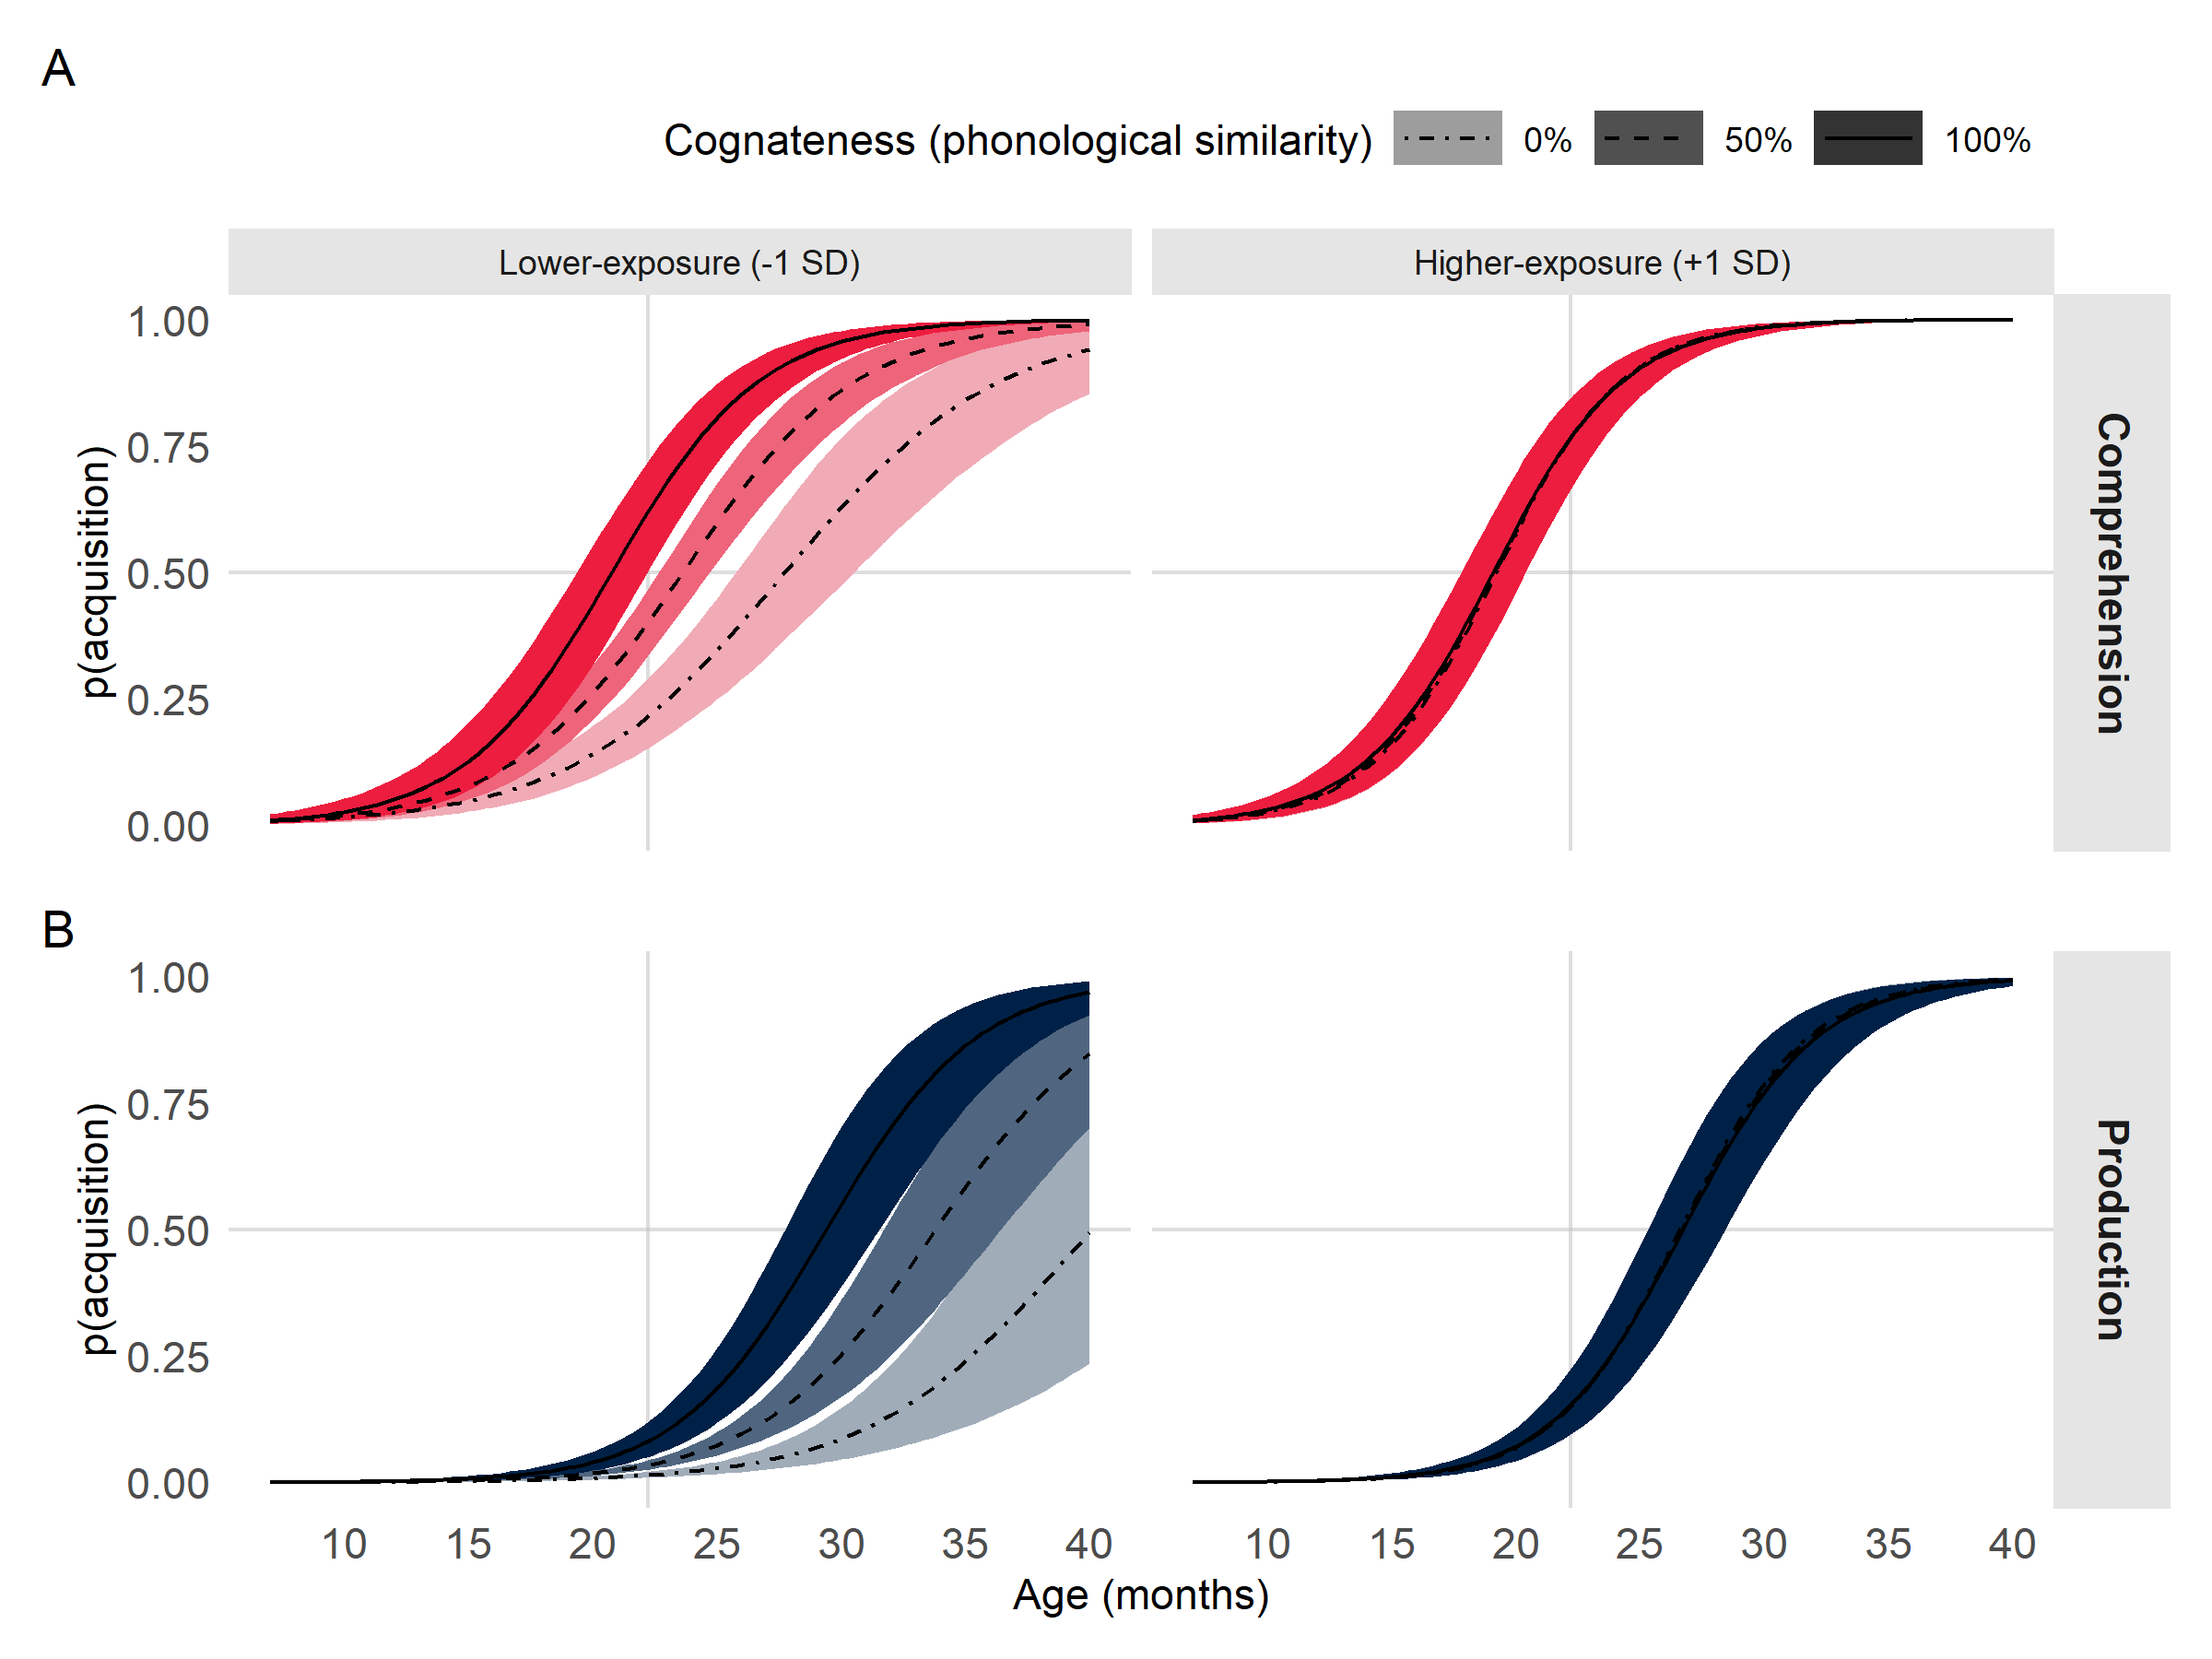 A
Cognateness (phonological similarity) 0% 50% 100%
Lower-exposure (-1 SD) Higher-exposure (+1 SD)
1.00
0.75
0.50
0.25
0.00
p(acquisition)
Comprehension
B
1.00
0.75
0.50
0.25
0.00
p(acquisition)
Production
10 15 20 25 30 35 40 10 15 20 25 30 35 40
Age (months)